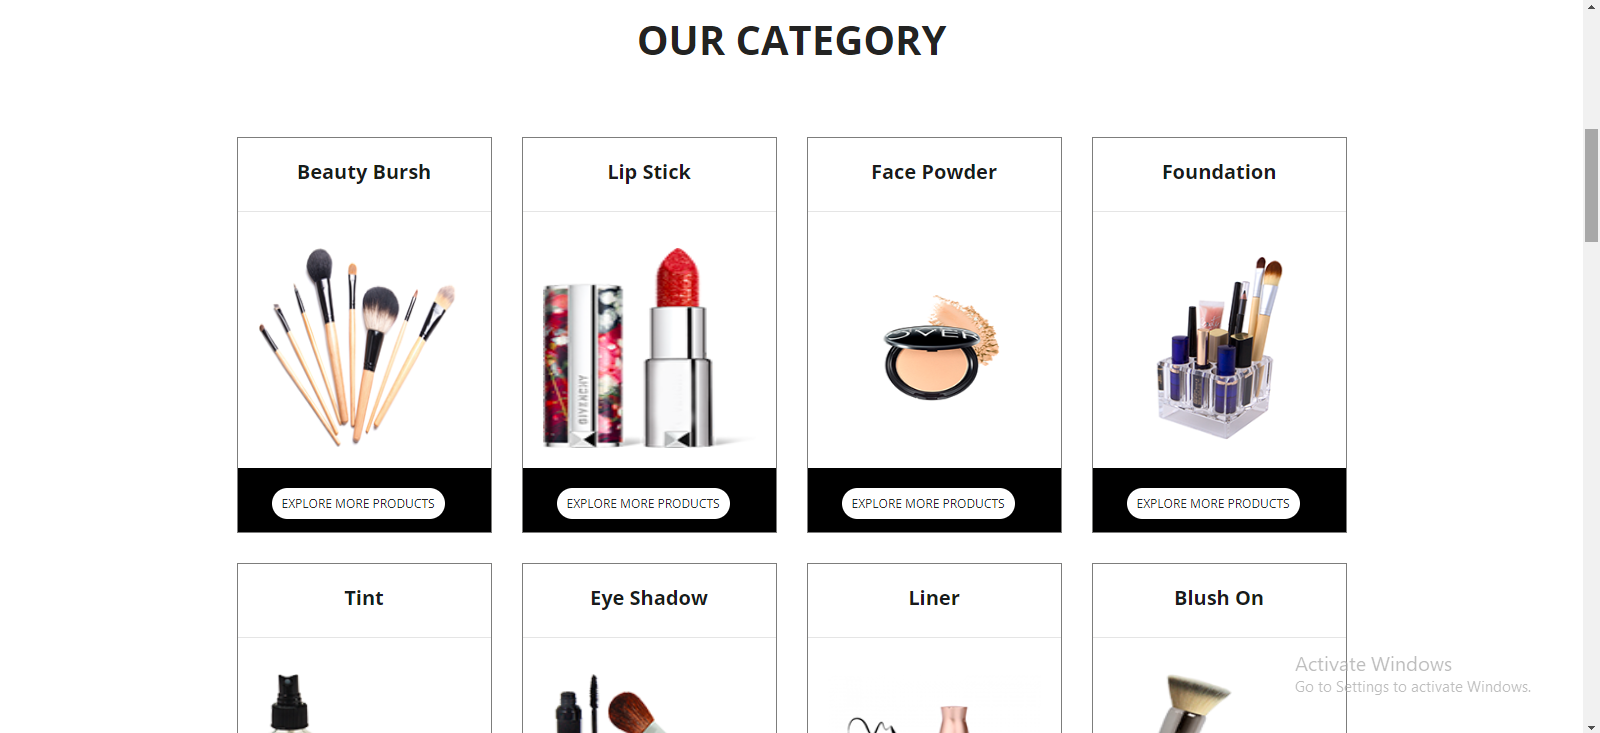 OUR CATEGORY
Beauty Bursh
Lip Stick
Face Powder
Foundation
GIVENCHY
OVER
EXPLORE MORE PRODUCTS
EXPLORE MORE PRODUCTS
EXPLORE MORE PRODUCTS
EXPLORE MORE PRODUCTS
Tint
Eye Shadow
Liner
Blush On
Activate Windows
Go to Settings to activate Windows.